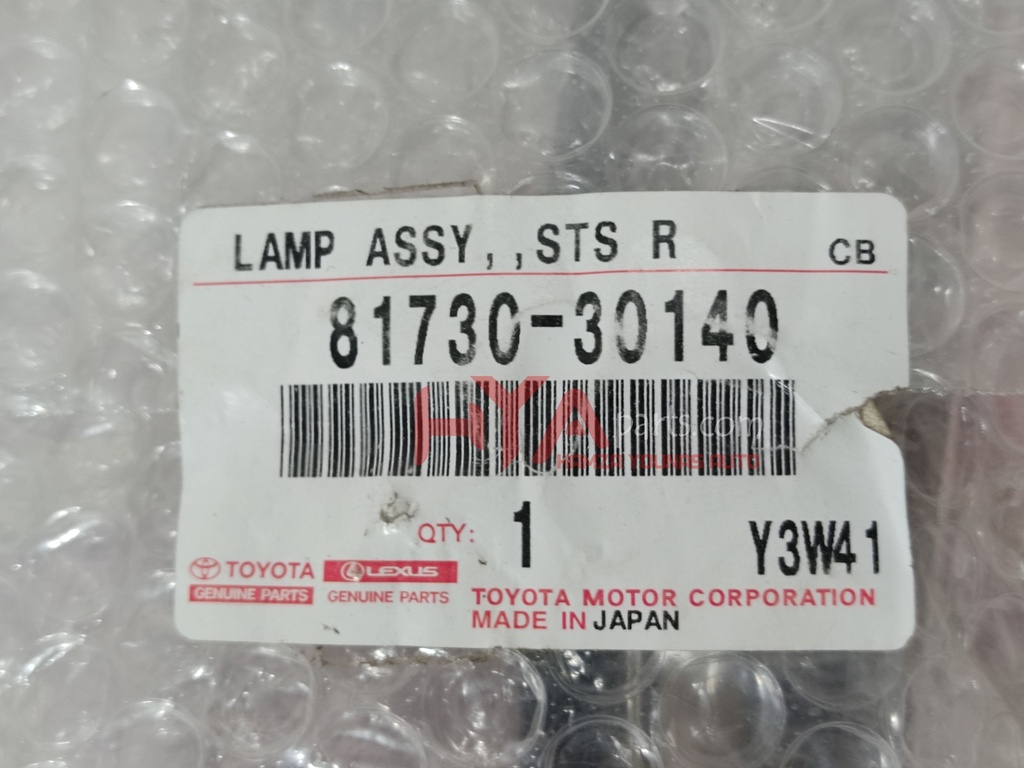 LAMP ASSY,,STS R CB
81730-30140
HYA parts.com
QTY: 1 Y3W41
TOYOTA LEXUS
GENUINE PARTS GENUINE PARTS TOYOTA MOTOR CORPORATION
MADE IN JAPAN